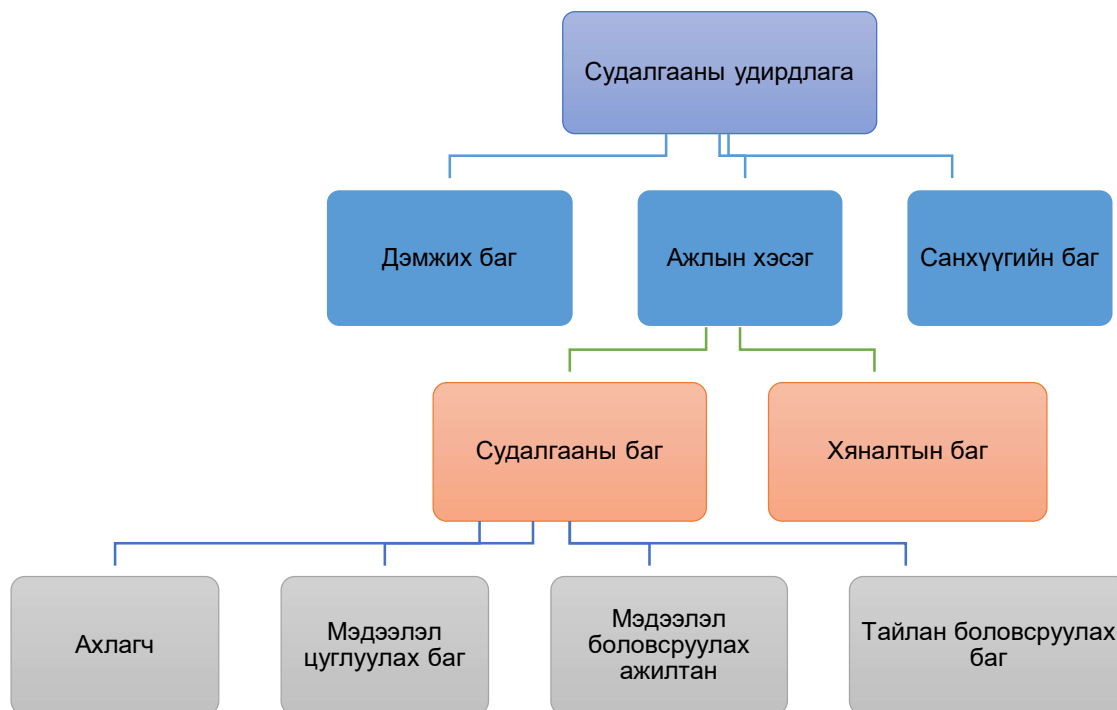 Судалгааны удирдлага
Дэмжих баг
Ажлын хэсэг
Санхүүгийн баг
Судалгааны баг
Хяналтын баг
Ахлагч
Мэдээлэл
цуглуулах баг
Мэдээлэл
боловсруулах
ажилтан
Тайлан боловсруулах
баг